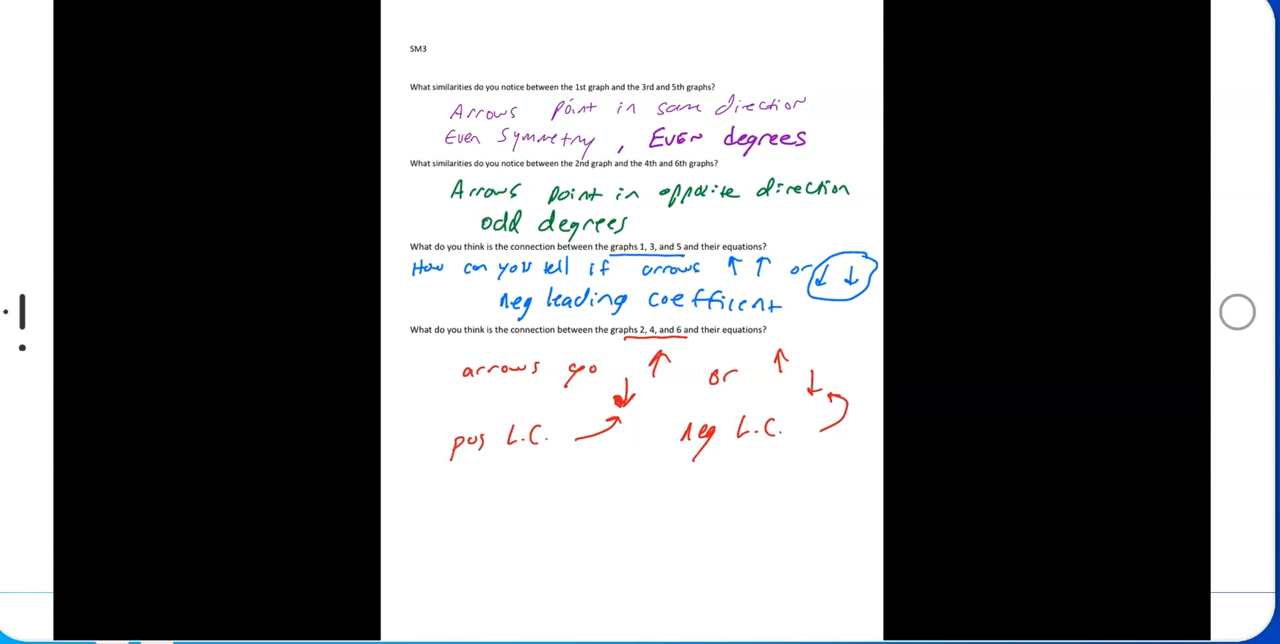 SM3
What similarities do you notice between the 1st graph and the 3rd and 5th graphs?
Arrows point in same direction
Even Symmetry, EVEN degrees
What similarities do you notice between the 2nd graph and the 4th and 6th graphs?
Arrows point in opposite direction
odd degrees
What do you think is the connection between the graphs 1, 3, and 5 and their equations?
How can you tell if arrows ↑ ↑ or ↓ ↓
neg leading coefficent
What do you think is the connection between the graphs 2, 4, and 6 and their equations?
arrows go ↓ ↑ or ↑ ↓
pos L.C. neg L.C.